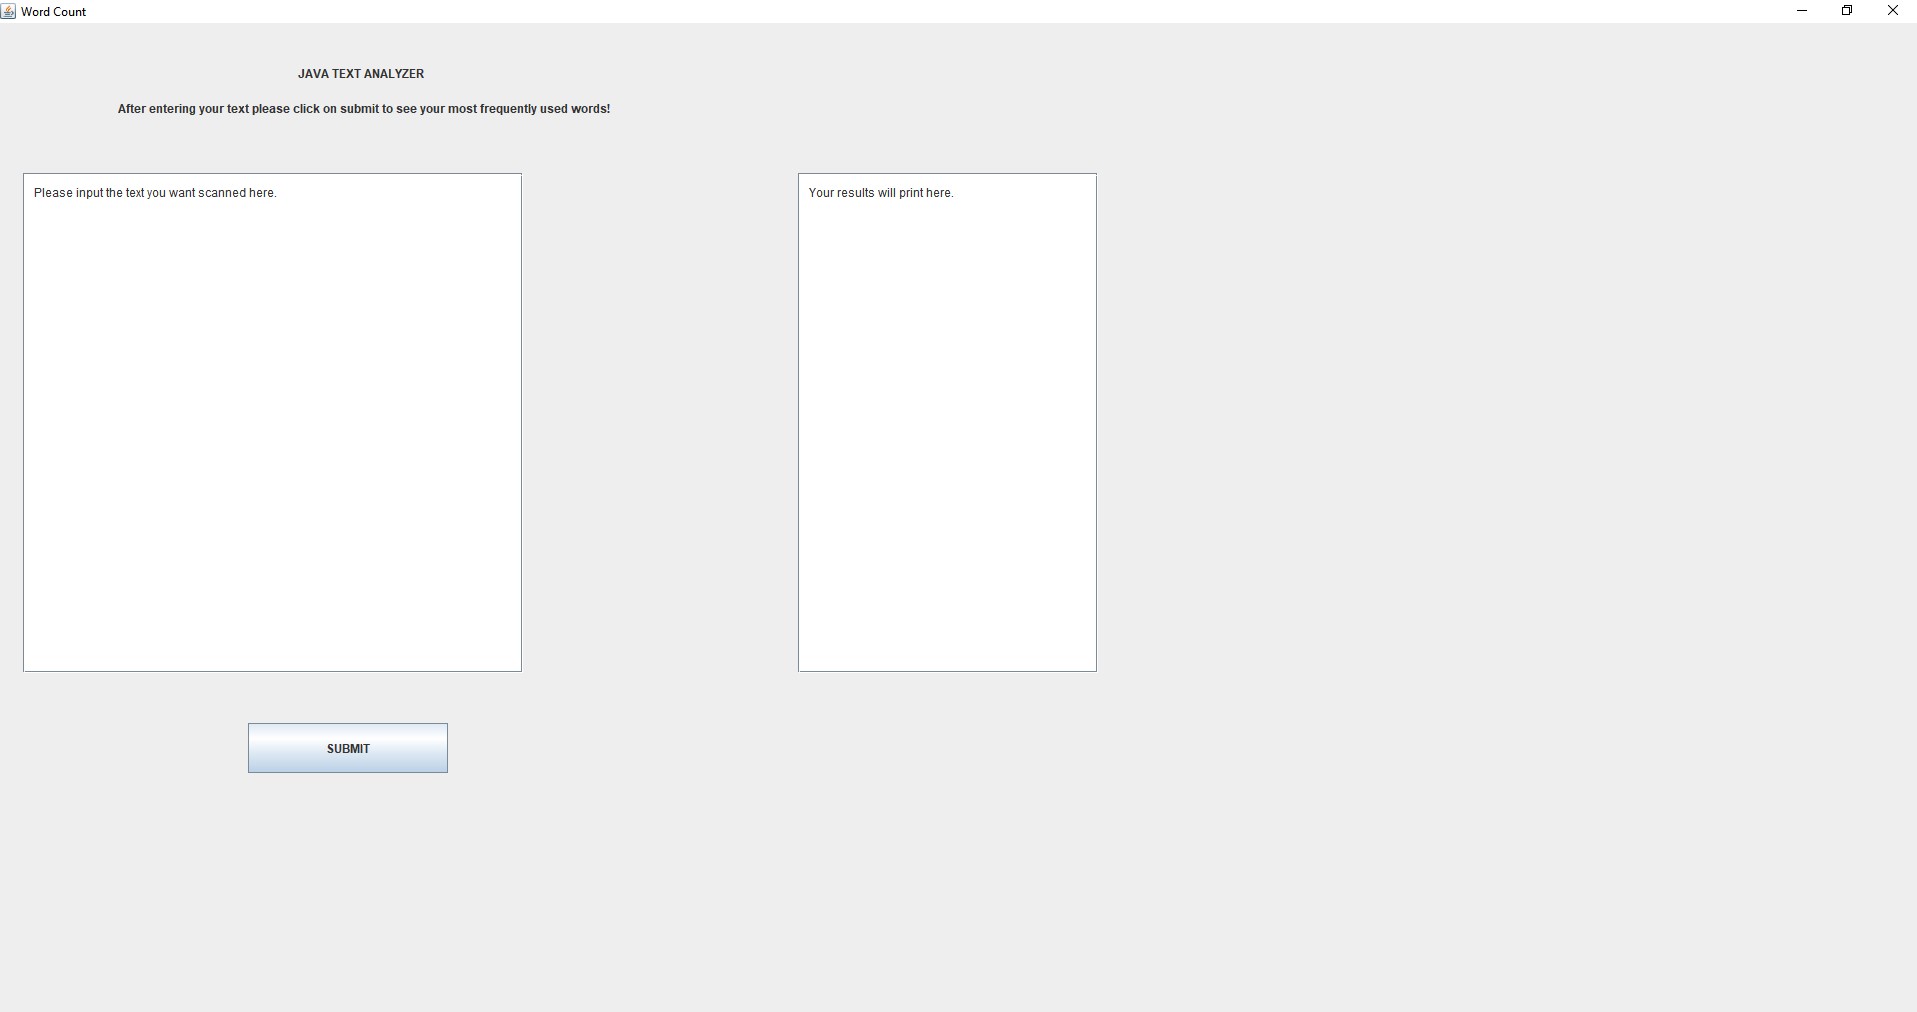 Word Count
JAVA TEXT ANALYZER
After entering your text please click on submit to see your most frequently used words!
Please input the text you want scanned here.
Your results will print here.
SUBMIT